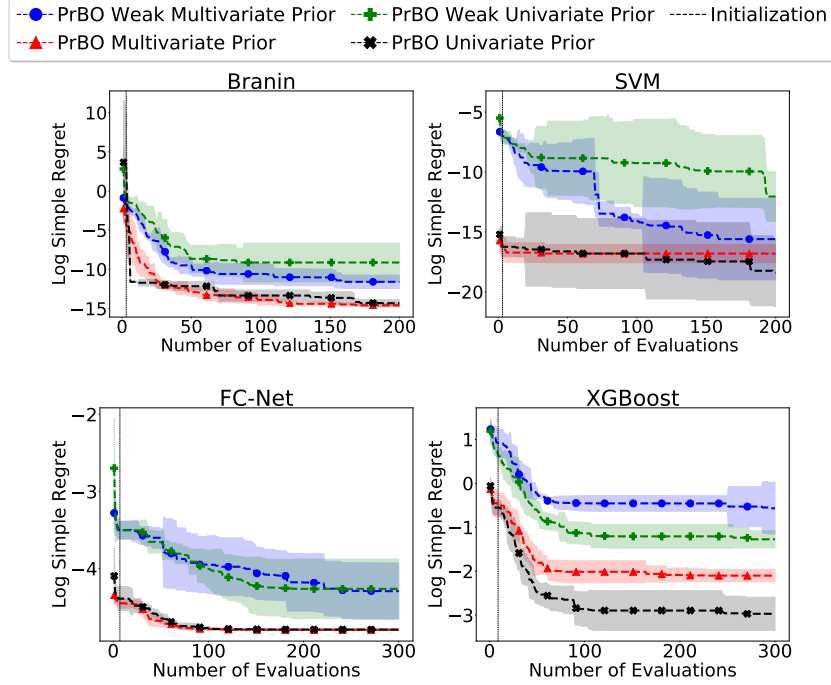 PrBO Weak Multivariate Prior PrBO Weak Univariate Prior Initialization
PrBO Multivariate Prior PrBO Univariate Prior
Branin
Log Simple Regret
10
5
0
−5
−10
−15
0 50 100 150 200
Number of Evaluations
SVM
Log Simple Regret
−5
−10
−15
−20
0 50 100 150 200
Number of Evaluations
FC-Net
Log Simple Regret
−2
−3
−4
0 100 200 300
Number of Evaluations
XGBoost
Log Simple Regret
1
0
−1
−2
−3
0 100 200 300
Number of Evaluations